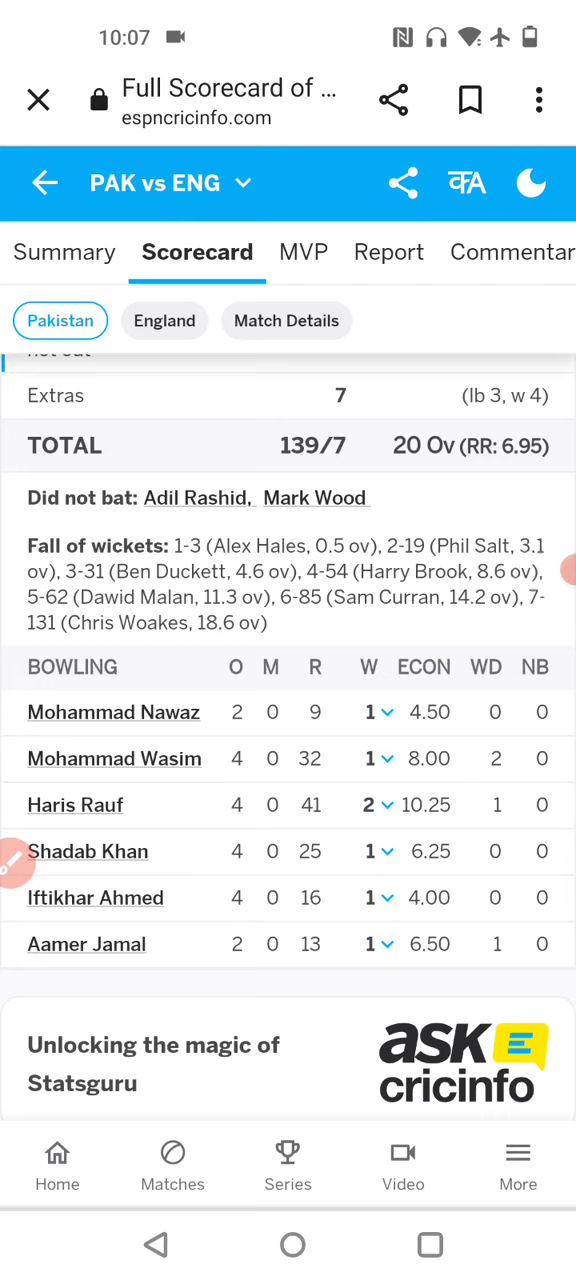 10:07
Full Scorecard of ...
espncricinfo.com
PAK vs ENG
क/A
Summary Scorecard MVP Report Commentar
Pakistan England Match Details
not out
Extras 7 (lb 3, w 4)
TOTAL 139/7 20 Ov (RR: 6.95)
Did not bat: Adil Rashid, Mark Wood
Fall of wickets: 1-3 (Alex Hales, 0.5 ov), 2-19 (Phil Salt, 3.1
ov), 3-31 (Ben Duckett, 4.6 ov), 4-54 (Harry Brook, 8.6 ov),
5-62 (Dawid Malan, 11.3 ov), 6-85 (Sam Curran, 14.2 ov), 7-
131 (Chris Woakes, 18.6 ov)
BOWLING O M R W ECON WD NB
Mohammad Nawaz 2 0 9 1 4.50 0 0
Mohammad Wasim 4 0 32 1 8.00 2 0
Haris Rauf 4 0 41 2 10.25 1 0
Shadab Khan 4 0 25 1 6.25 0 0
Iftikhar Ahmed 4 0 16 1 4.00 0 0
Aamer Jamal 2 0 13 1 6.50 1 0
Unlocking the magic of
Statsguru
ask E
cricinfo
Home Matches Series Video More